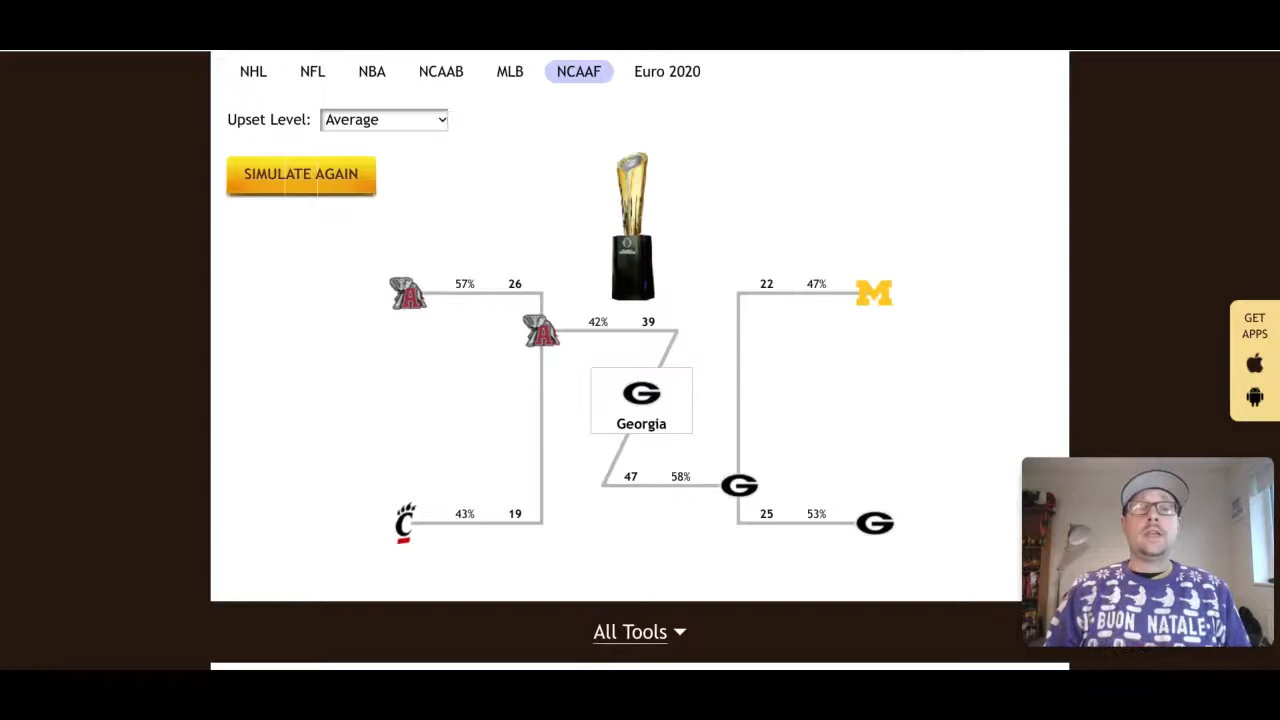 NHL NFL NBA NCAAB MLB NCAAF Euro 2020
Upset Level: Average
SIMULATE AGAIN
57% 26
22 47%
M
A
42% 39
A
GET
APPS
G
Georgia
47 58%
G
43% 19
25 53%
C
G
BUON NATALE
All Tools